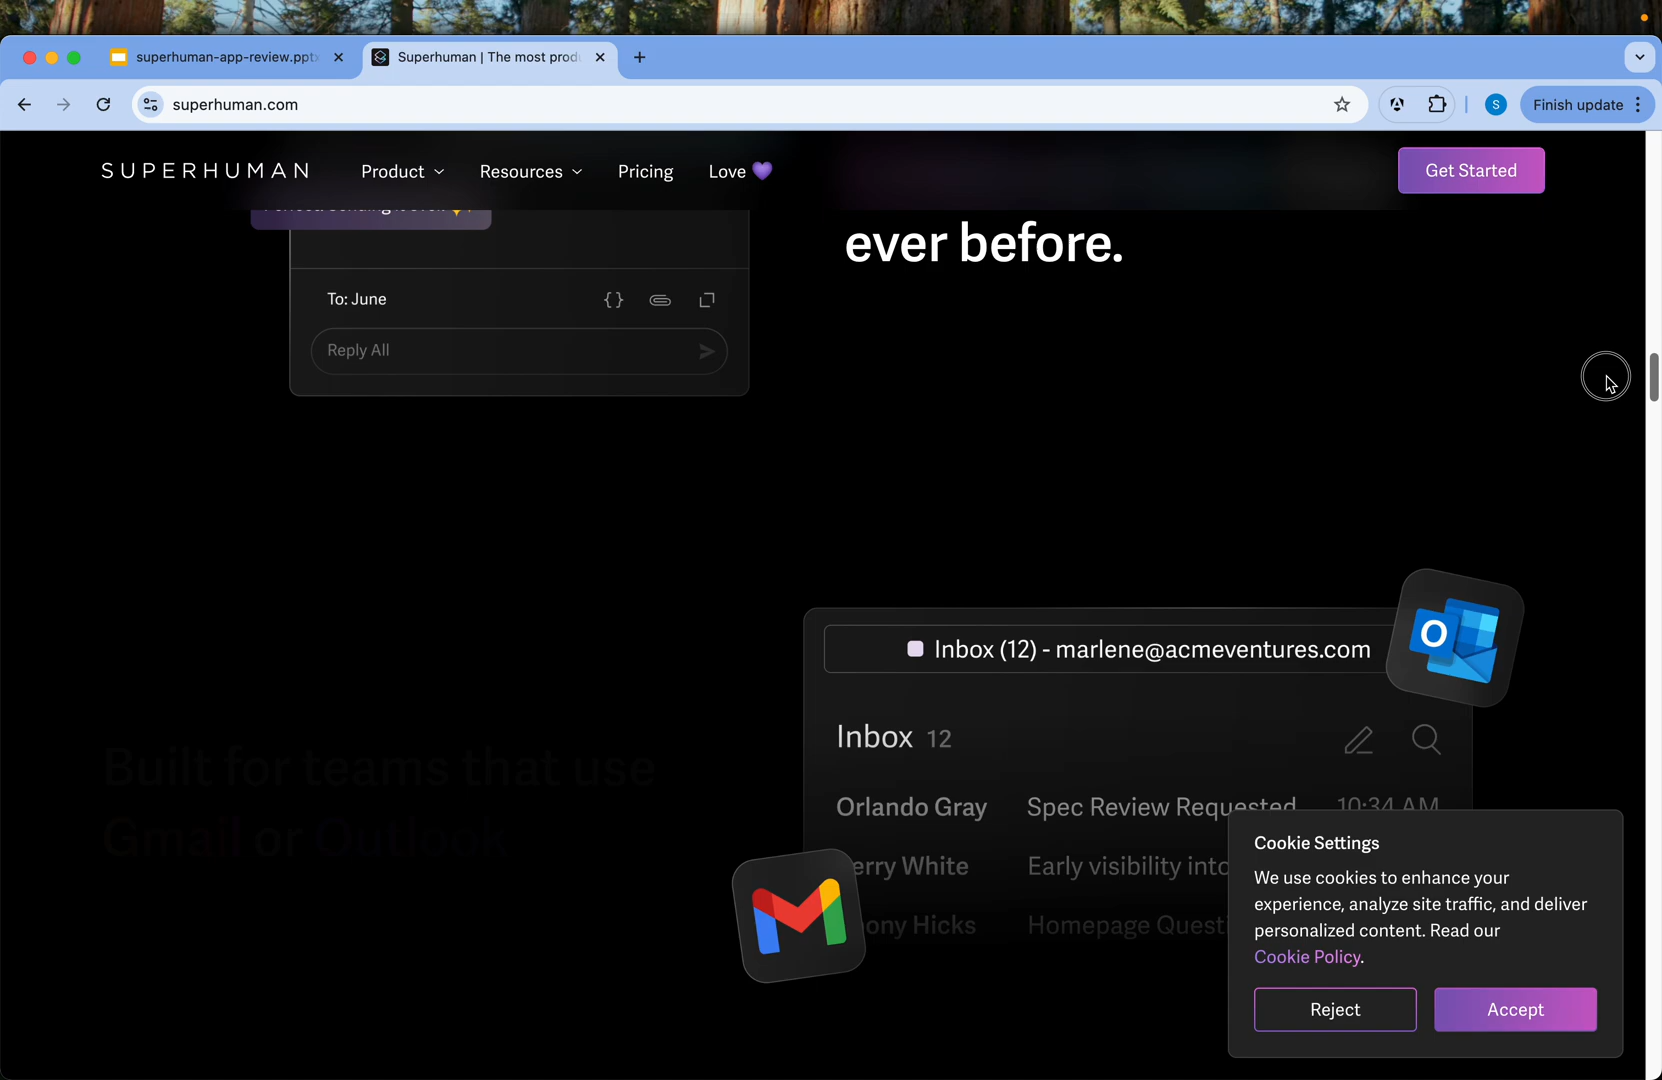 superhuman-app-review.pptx
Superhuman | The most produ
superhuman.com
S
Finish update
SUPERHUMAN
Product
Resources
Pricing
Love 💜
Get Started
ever before.
To: June
{}
Reply All
Inbox (12) - marlene@acmeventures.com
O
Inbox 12
Orlando Gray Spec Review Requested 10:34 AM
erry White Early visibility into
ony Hicks Homepage Questi
Built for teams that use
Gmail or Outlook
Cookie Settings
We use cookies to enhance your
experience, analyze site traffic, and deliver
personalized content. Read our
Cookie Policy.
Reject
Accept